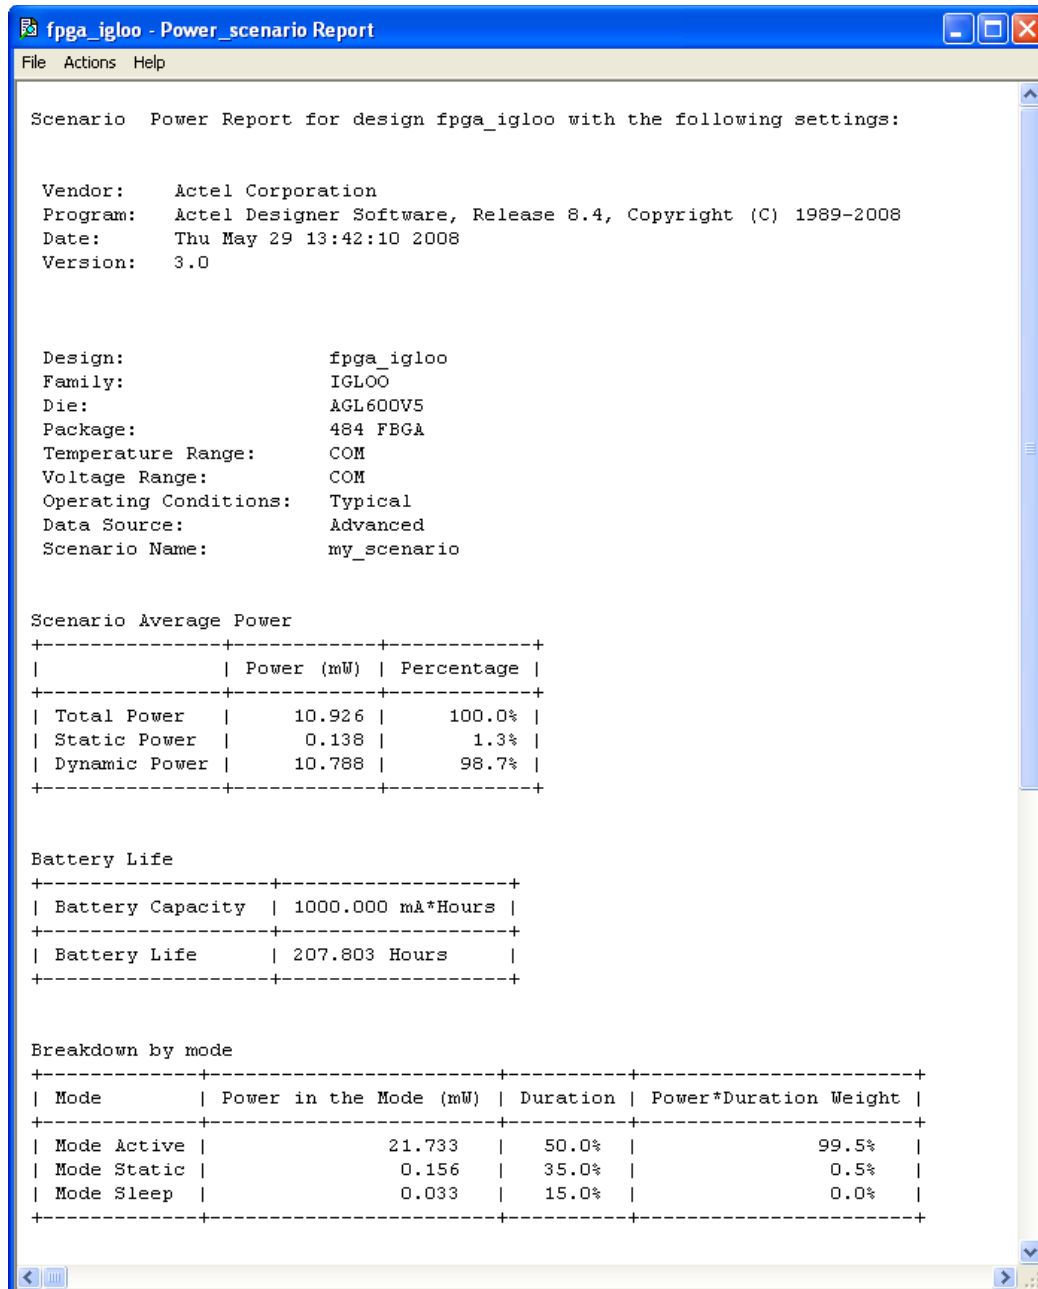 fpga_igloo - Power_scenario Report
File Actions Help
Scenario  Power Report for design fpga_igloo with the following settings:
Vendor:    Actel Corporation
Program:   Actel Designer Software, Release 8.4, Copyright (C) 1989-2008
Date:      Thu May 29 13:42:10 2008
Version:   3.0
Design:                 fpga_igloo
Family:                 IGLOO
Die:                    AGL600V5
Package:                484 FBGA
Temperature Range:      COM
Voltage Range:          COM
Operating Conditions:   Typical
Data Source:            Advanced
Scenario Name:          my_scenario
Scenario Average Power
+---------------+------------+------------+
|               | Power (mW) | Percentage |
+---------------+------------+------------+
| Total Power   |     10.926 |     100.0% |
| Static Power  |      0.138 |       1.3% |
| Dynamic Power |     10.788 |      98.7% |
+---------------+------------+------------+
Battery Life
+-------------------+-------------------+
| Battery Capacity  | 1000.000 mA*Hours |
+-------------------+-------------------+
| Battery Life      | 207.803 Hours     |
+-------------------+-------------------+
Breakdown by mode
+-------------+------------------------+----------+-----------------------+
| Mode        | Power in the Mode (mW) | Duration | Power*Duration Weight |
+-------------+------------------------+----------+-----------------------+
| Mode Active |               21.733   |   50.0%  |               99.5%   |
| Mode Static |                0.156   |   35.0%  |                0.5%   |
| Mode Sleep  |                0.033   |   15.0%  |                0.0%   |
+-------------+------------------------+----------+-----------------------+